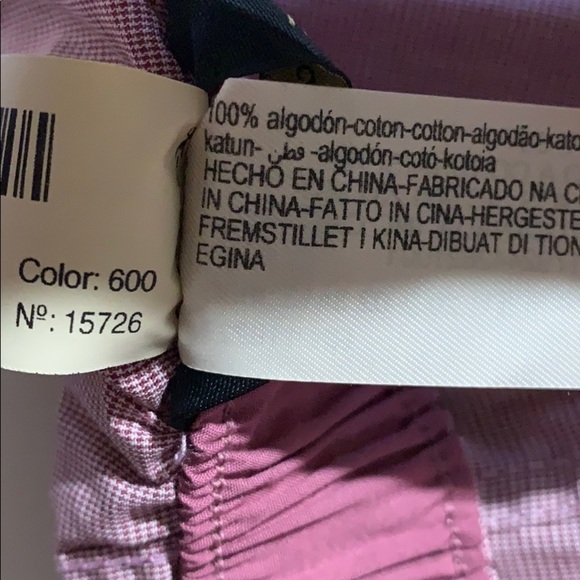 100% algodón-coton-cotton-algodão-kato
katun- قطن -algodón-cotó-kotoia
HECHO EN CHINA-FABRICADO NA C
IN CHINA-FATTO IN CINA-HERGESTE
FREMSTILLET I KINA-DIBUAT DI TION
EGINA
Color: 600
Nº: 15726